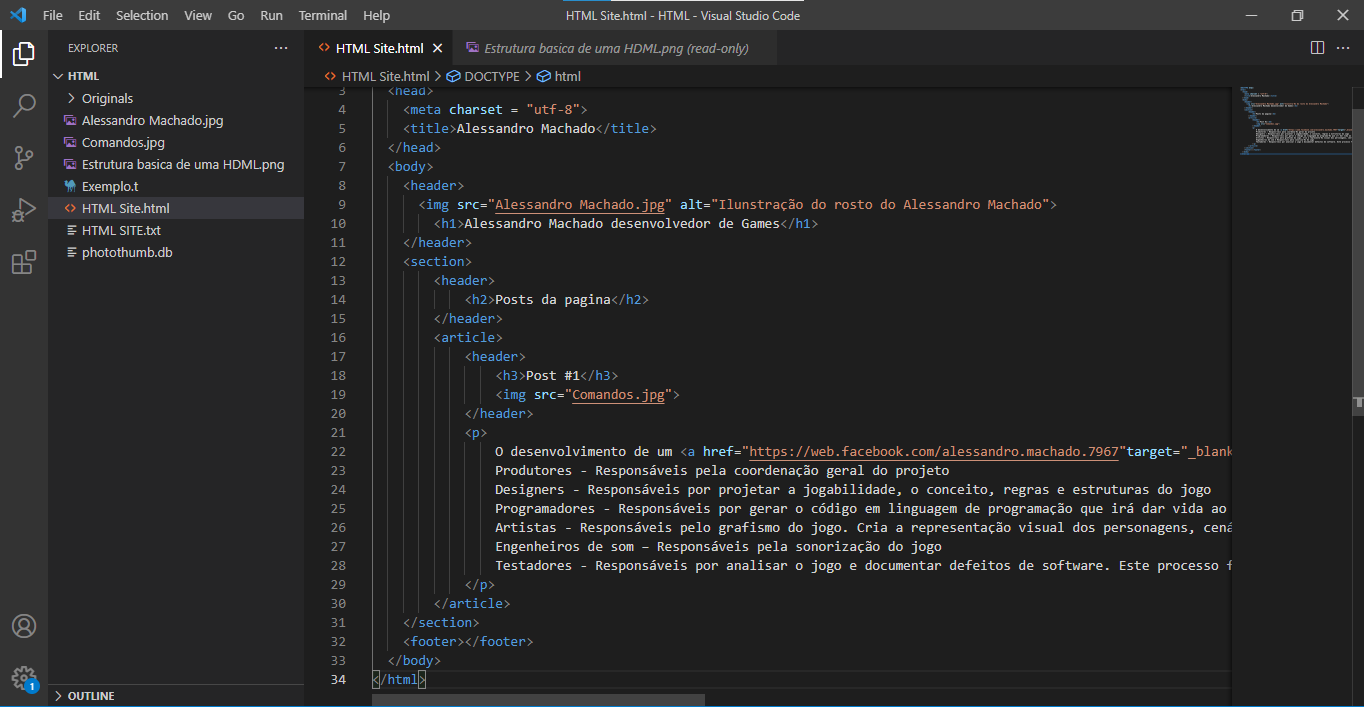 File Edit Selection View Go Run Terminal Help
HTML Site.html - HTML - Visual Studio Code
EXPLORER
HTML
Originals
Alessandro Machado.jpg
Comandos.jpg
Estrutura basica de uma HDML.png
Exemplo.t
HTML Site.html
HTML SITE.txt
photothumb.db
OUTLINE
1
HTML Site.html
Estrutura basica de uma HDML.png (read-only)
HTML Site.html > DOCTYPE > html
3 <head>
4 <meta charset = "utf-8">
5 <title>Alessandro Machado</title>
6 </head>
7 <body>
8 <header>
9 <img src="Alessandro Machado.jpg" alt="Ilunstração do rosto do Alessandro Machado">
10 <h1>Alessandro Machado desenvolvedor de Games</h1>
11 </header>
12 <section>
13 <header>
14 <h2>Posts da pagina</h2>
15 </header>
16 <article>
17 <header>
18 <h3>Post #1</h3>
19 <img src="Comandos.jpg">
20 </header>
21 <p>
22 O desenvolvimento de um <a href="https://web.facebook.com/alessandro.machado.7967"target="_blank
23 Produtores - Responsáveis pela coordenação geral do projeto
24 Designers - Responsáveis por projetar a jogabilidade, o conceito, regras e estruturas do jogo
25 Programadores - Responsáveis por gerar o código em linguagem de programação que irá dar vida ao
26 Artistas - Responsáveis pelo grafismo do jogo. Cria a representação visual dos personagens, cená
27 Engenheiros de som – Responsáveis pela sonorização do jogo
28 Testadores - Responsáveis por analisar o jogo e documentar defeitos de software. Este processo f
29 </p>
30 </article>
31 </section>
32 <footer></footer>
33 </body>
34 </html>